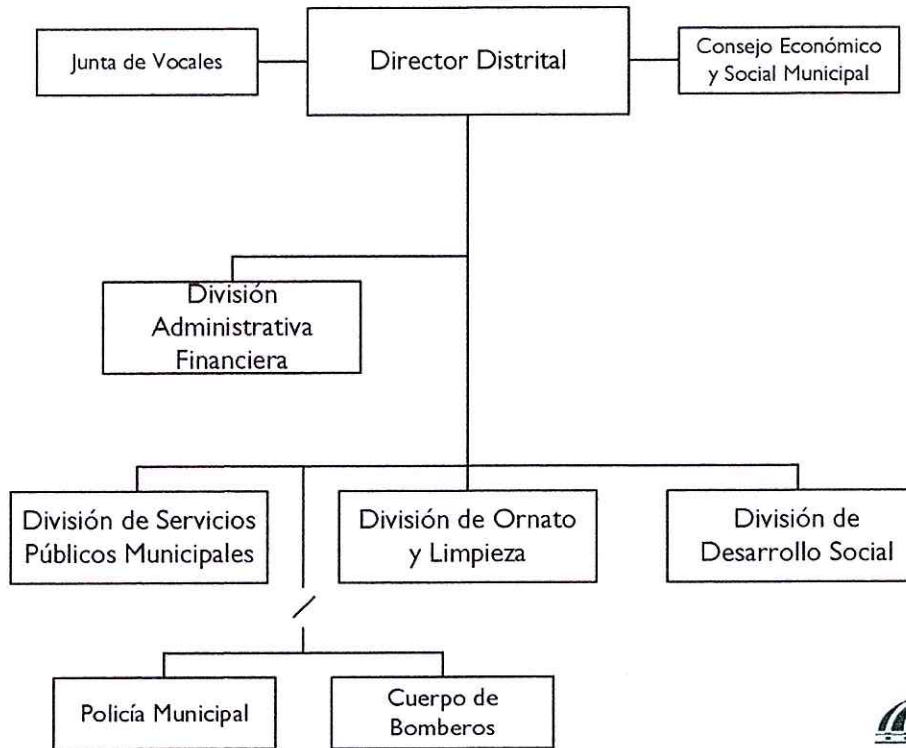 Junta de Vocales
Director Distrital
Consejo Económico
y Social Municipal
División
Administrativa
Financiera
División de Servicios
Públicos Municipales
División de Ornato
y Limpieza
División de
Desarrollo Social
Policía Municipal
Cuerpo de
Bomberos